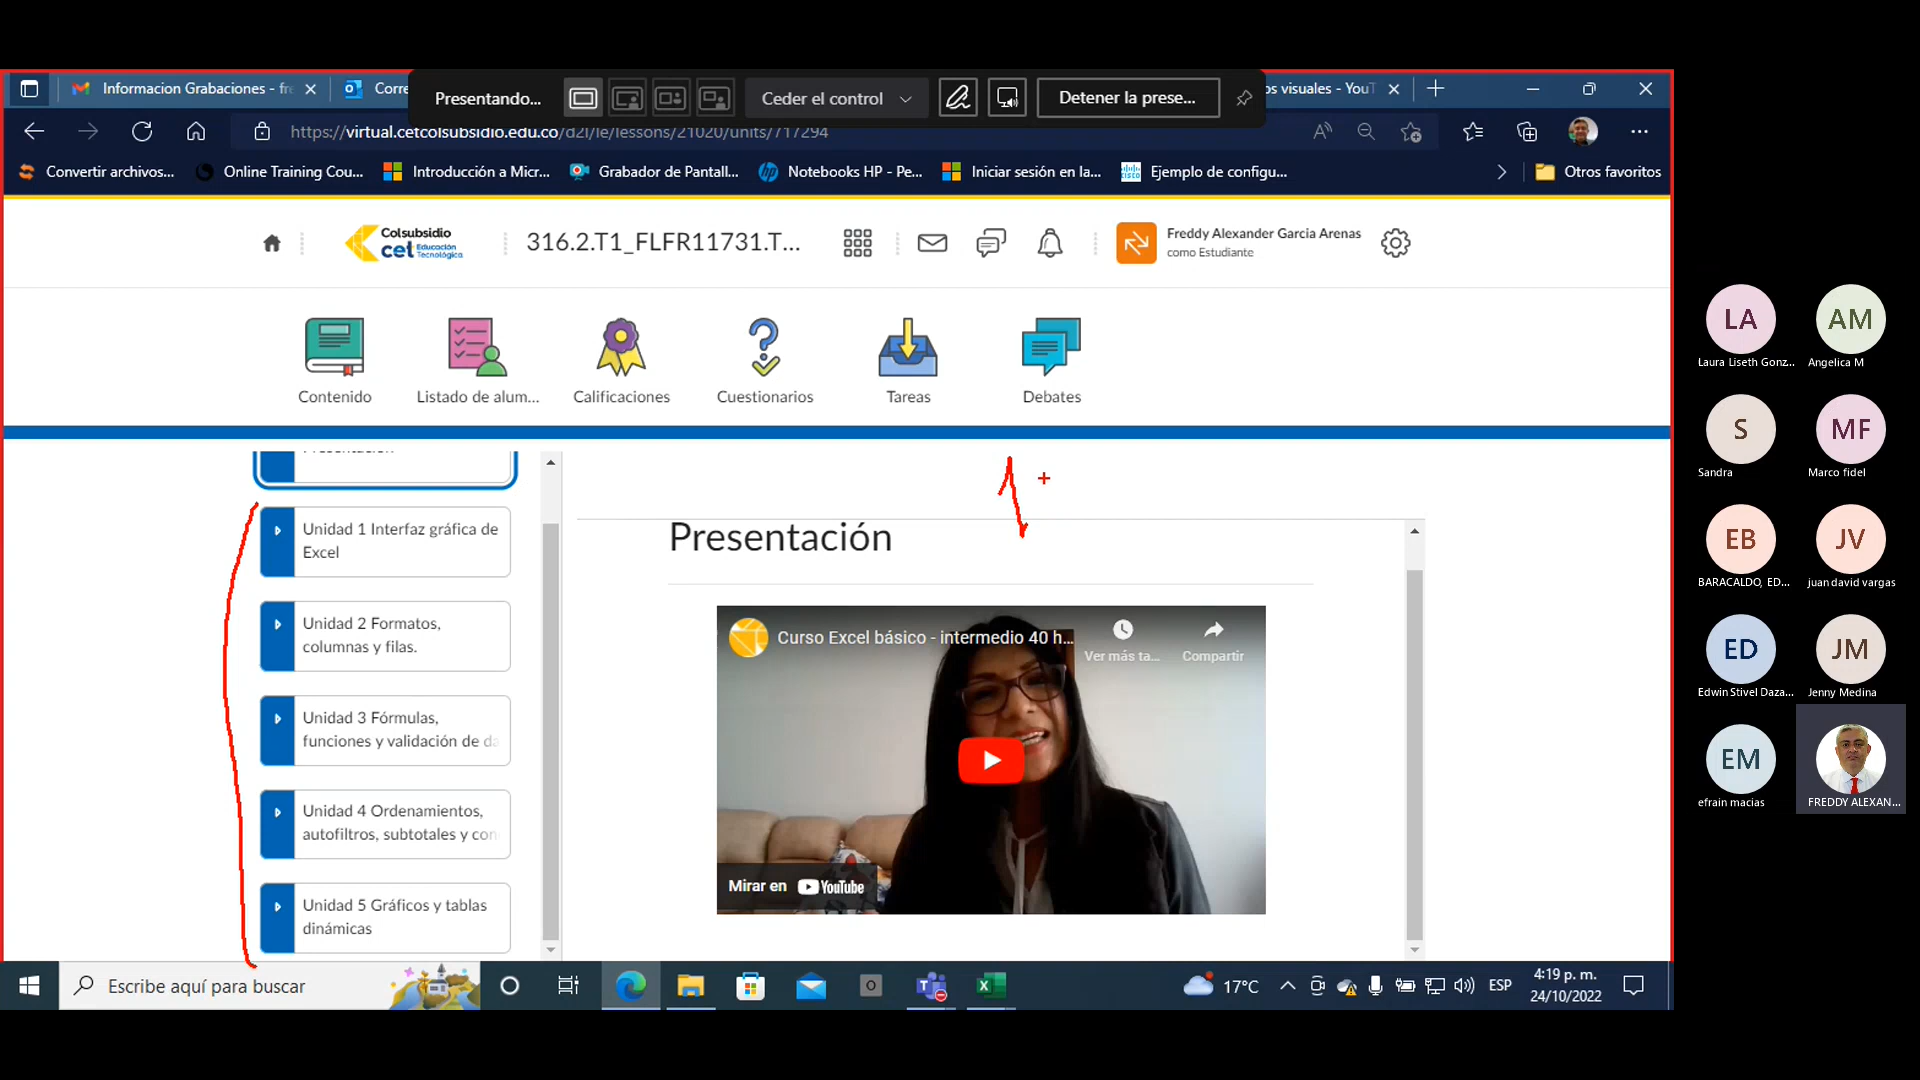 Informacion Grabaciones - fre
Corre
Presentando...
Ceder el control
Detener la prese...
os visuales - YouT
https://virtual.cetcolsubsidio.edu.co/d2l/le/lessons/21020/units/717294
Convertir archivos...
Online Training Cou...
Introducción a Micr...
Grabador de Pantall...
Notebooks HP - Pe...
Iniciar sesión en la...
Ejemplo de configu...
Otros favoritos
Colsubsidio
cet Educación Tecnológica
316.2.T1_FLFR11731.T...
Freddy Alexander Garcia Arenas
como Estudiante
Contenido
Listado de alum...
Calificaciones
Cuestionarios
Tareas
Debates
Presentación
Unidad 1 Interfaz gráfica de
Excel
Unidad 2 Formatos,
columnas y filas.
Unidad 3 Fórmulas,
funciones y validación de da
Unidad 4 Ordenamientos,
autofiltros, subtotales y con
Unidad 5 Gráficos y tablas
dinámicas
1
Presentación
Curso Excel básico - intermedio 40 h...
Ver más ta...
Compartir
Mirar en YouTube
LA
Laura Liseth Gonz...
AM
Angelica M
S
Sandra
MF
Marco fidel
EB
BARACALDO, ED...
JV
juan david vargas
ED
Edwin Stivel Daza...
JM
Jenny Medina
EM
efrain macias
FREDDY ALEXAN...
Escribe aquí para buscar
17°C
ESP
4:19 p. m.
24/10/2022